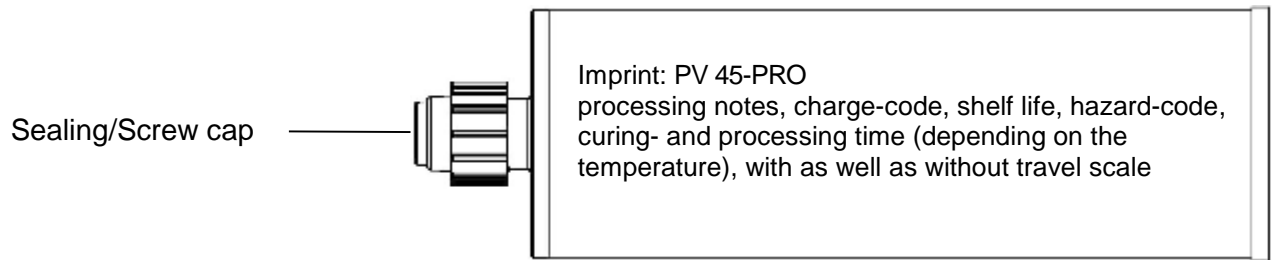 Imprint: PV 45-PRO
processing notes, charge-code, shelf life, hazard-code,
Sealing/Screw cap
curing- and processing time (depending on the
temperature), with as well as without travel scale